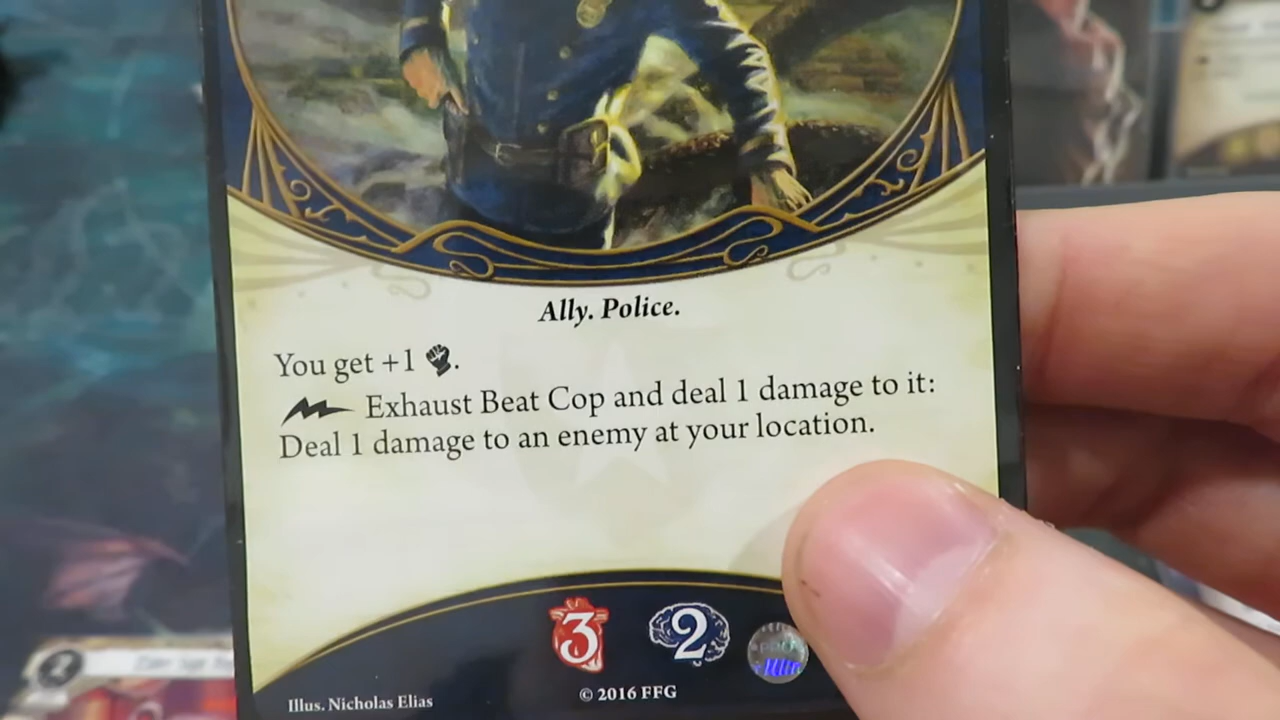 Ally. Police.
You get +1 .
Exhaust Beat Cop and deal 1 damage to it:
Deal 1 damage to an enemy at your location.
3 2
Illus. Nicholas Elias
© 2016 FFG
2